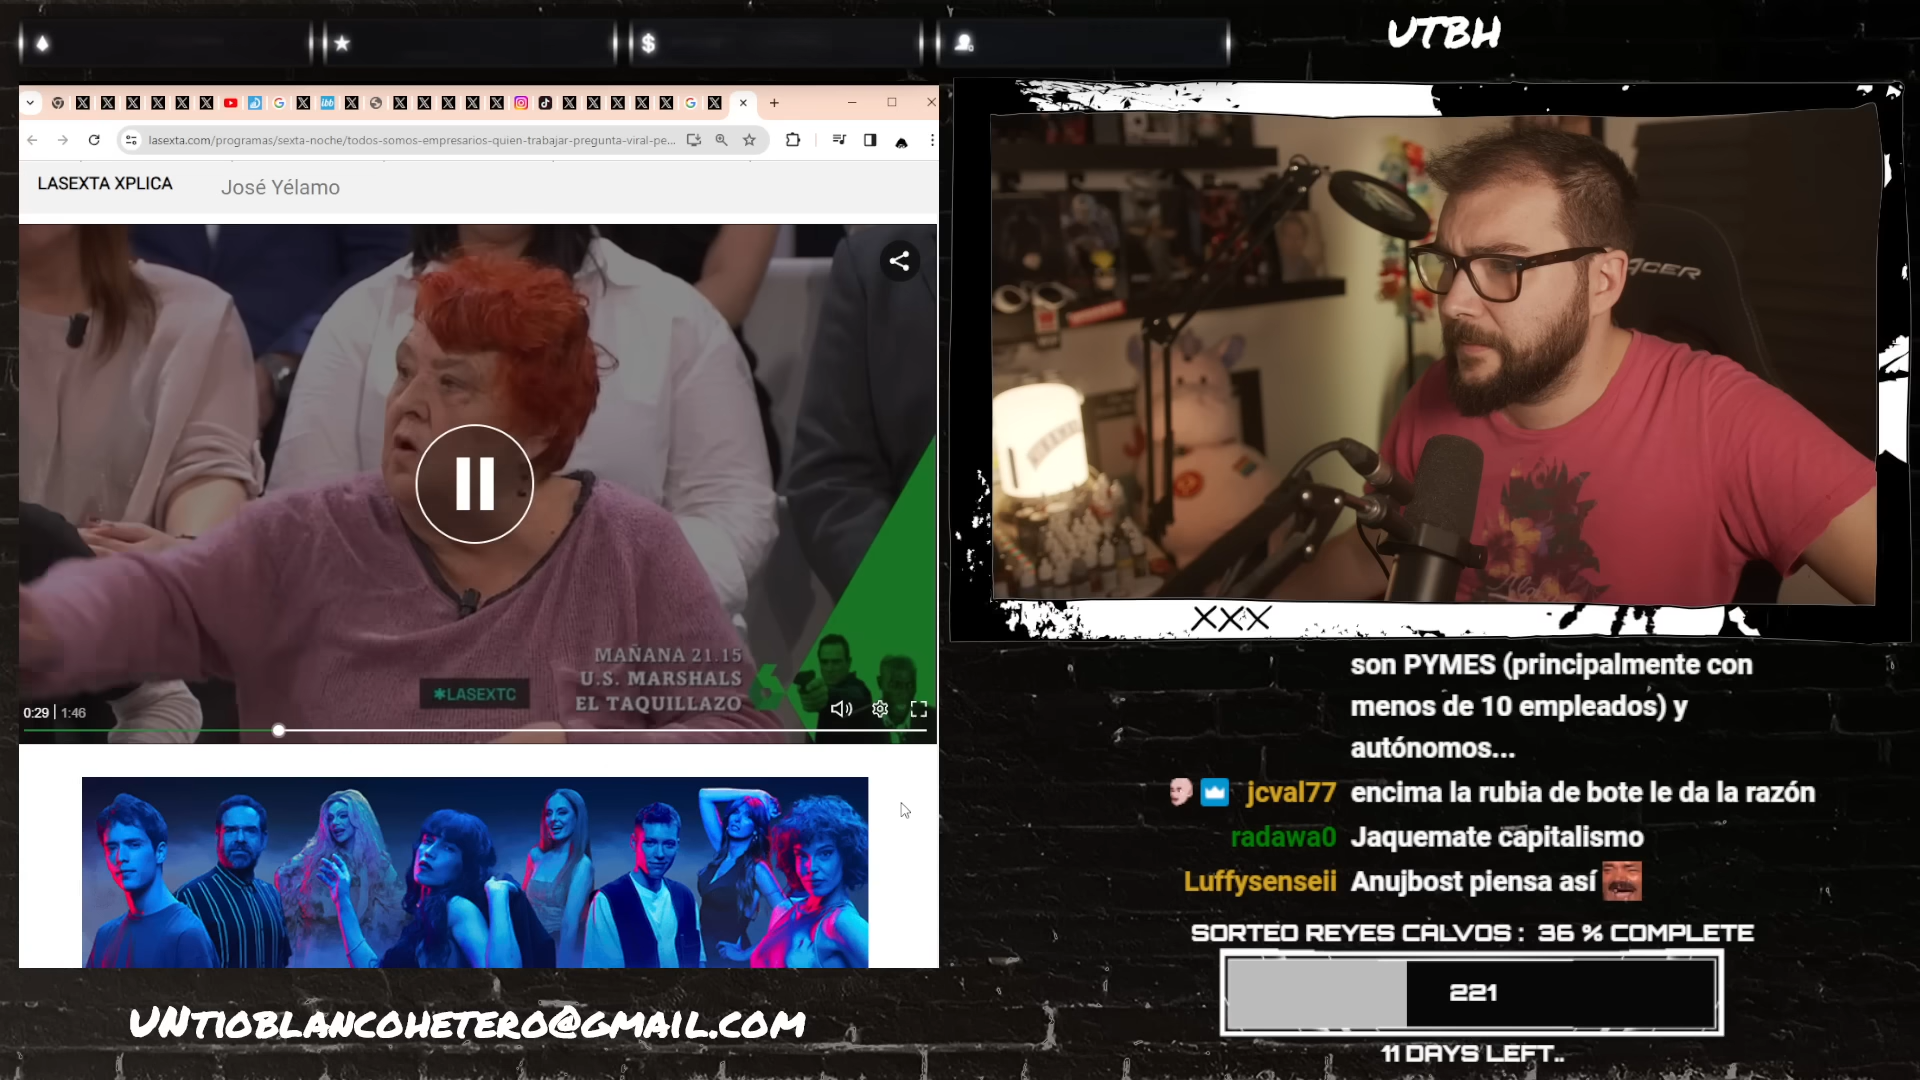 UTBH
lasexta.com/programas/sexta-noche/todos-somos-empresarios-quien-trabajar-pregunta-viral-pe...
LASEXTA XPLICA
José Yélamo
ACER
MAÑANA 21.15
U.S. MARSHALS
EL TAQUILLAZO
*LASEXTC
0:29 | 1:46
XXX
son PYMES (principalmente con
menos de 10 empleados) y
autónomos...
jcval77 encima la rubia de bote le da la razón
radawa0 Jaquemate capitalismo
Luffysenseii Anujbost piensa así
SORTEO REYES CALVOS : 36 % COMPLETE
221
11 DAYS LEFT..
UNTIOBLANCOHETERO@GMAIL.COM